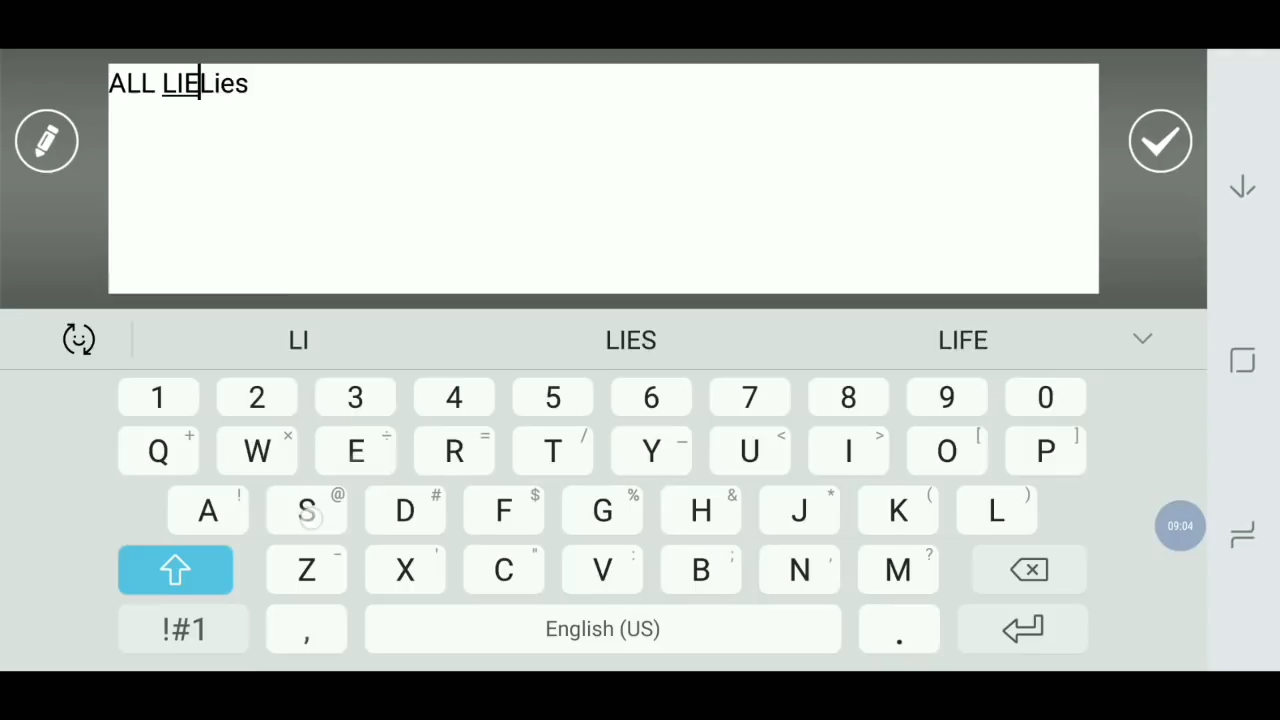 ALL LIELies
LI LIES LIFE
1 2 3 4 5 6 7 8 9 0
Q + W × E ÷ R = T / Y _ U < I > O [ P ]
A ! S @ D # F $ G % H & J * K ( L )
Z - X ' C " V : B ; N , M ?
09:04
!#1 , English (US) .